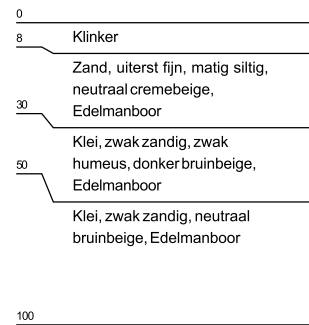 0
8
Klinker
Zand, uiterst fijn, matig siltig,
neutraal cremebeige,
Edelmanboor
30
Klei, zwak zandig, zwak
humeus, donker bruinbeige,
Edelmanboor
50
Klei, zwak zandig, neutraal
bruinbeige, Edelmanboor
100